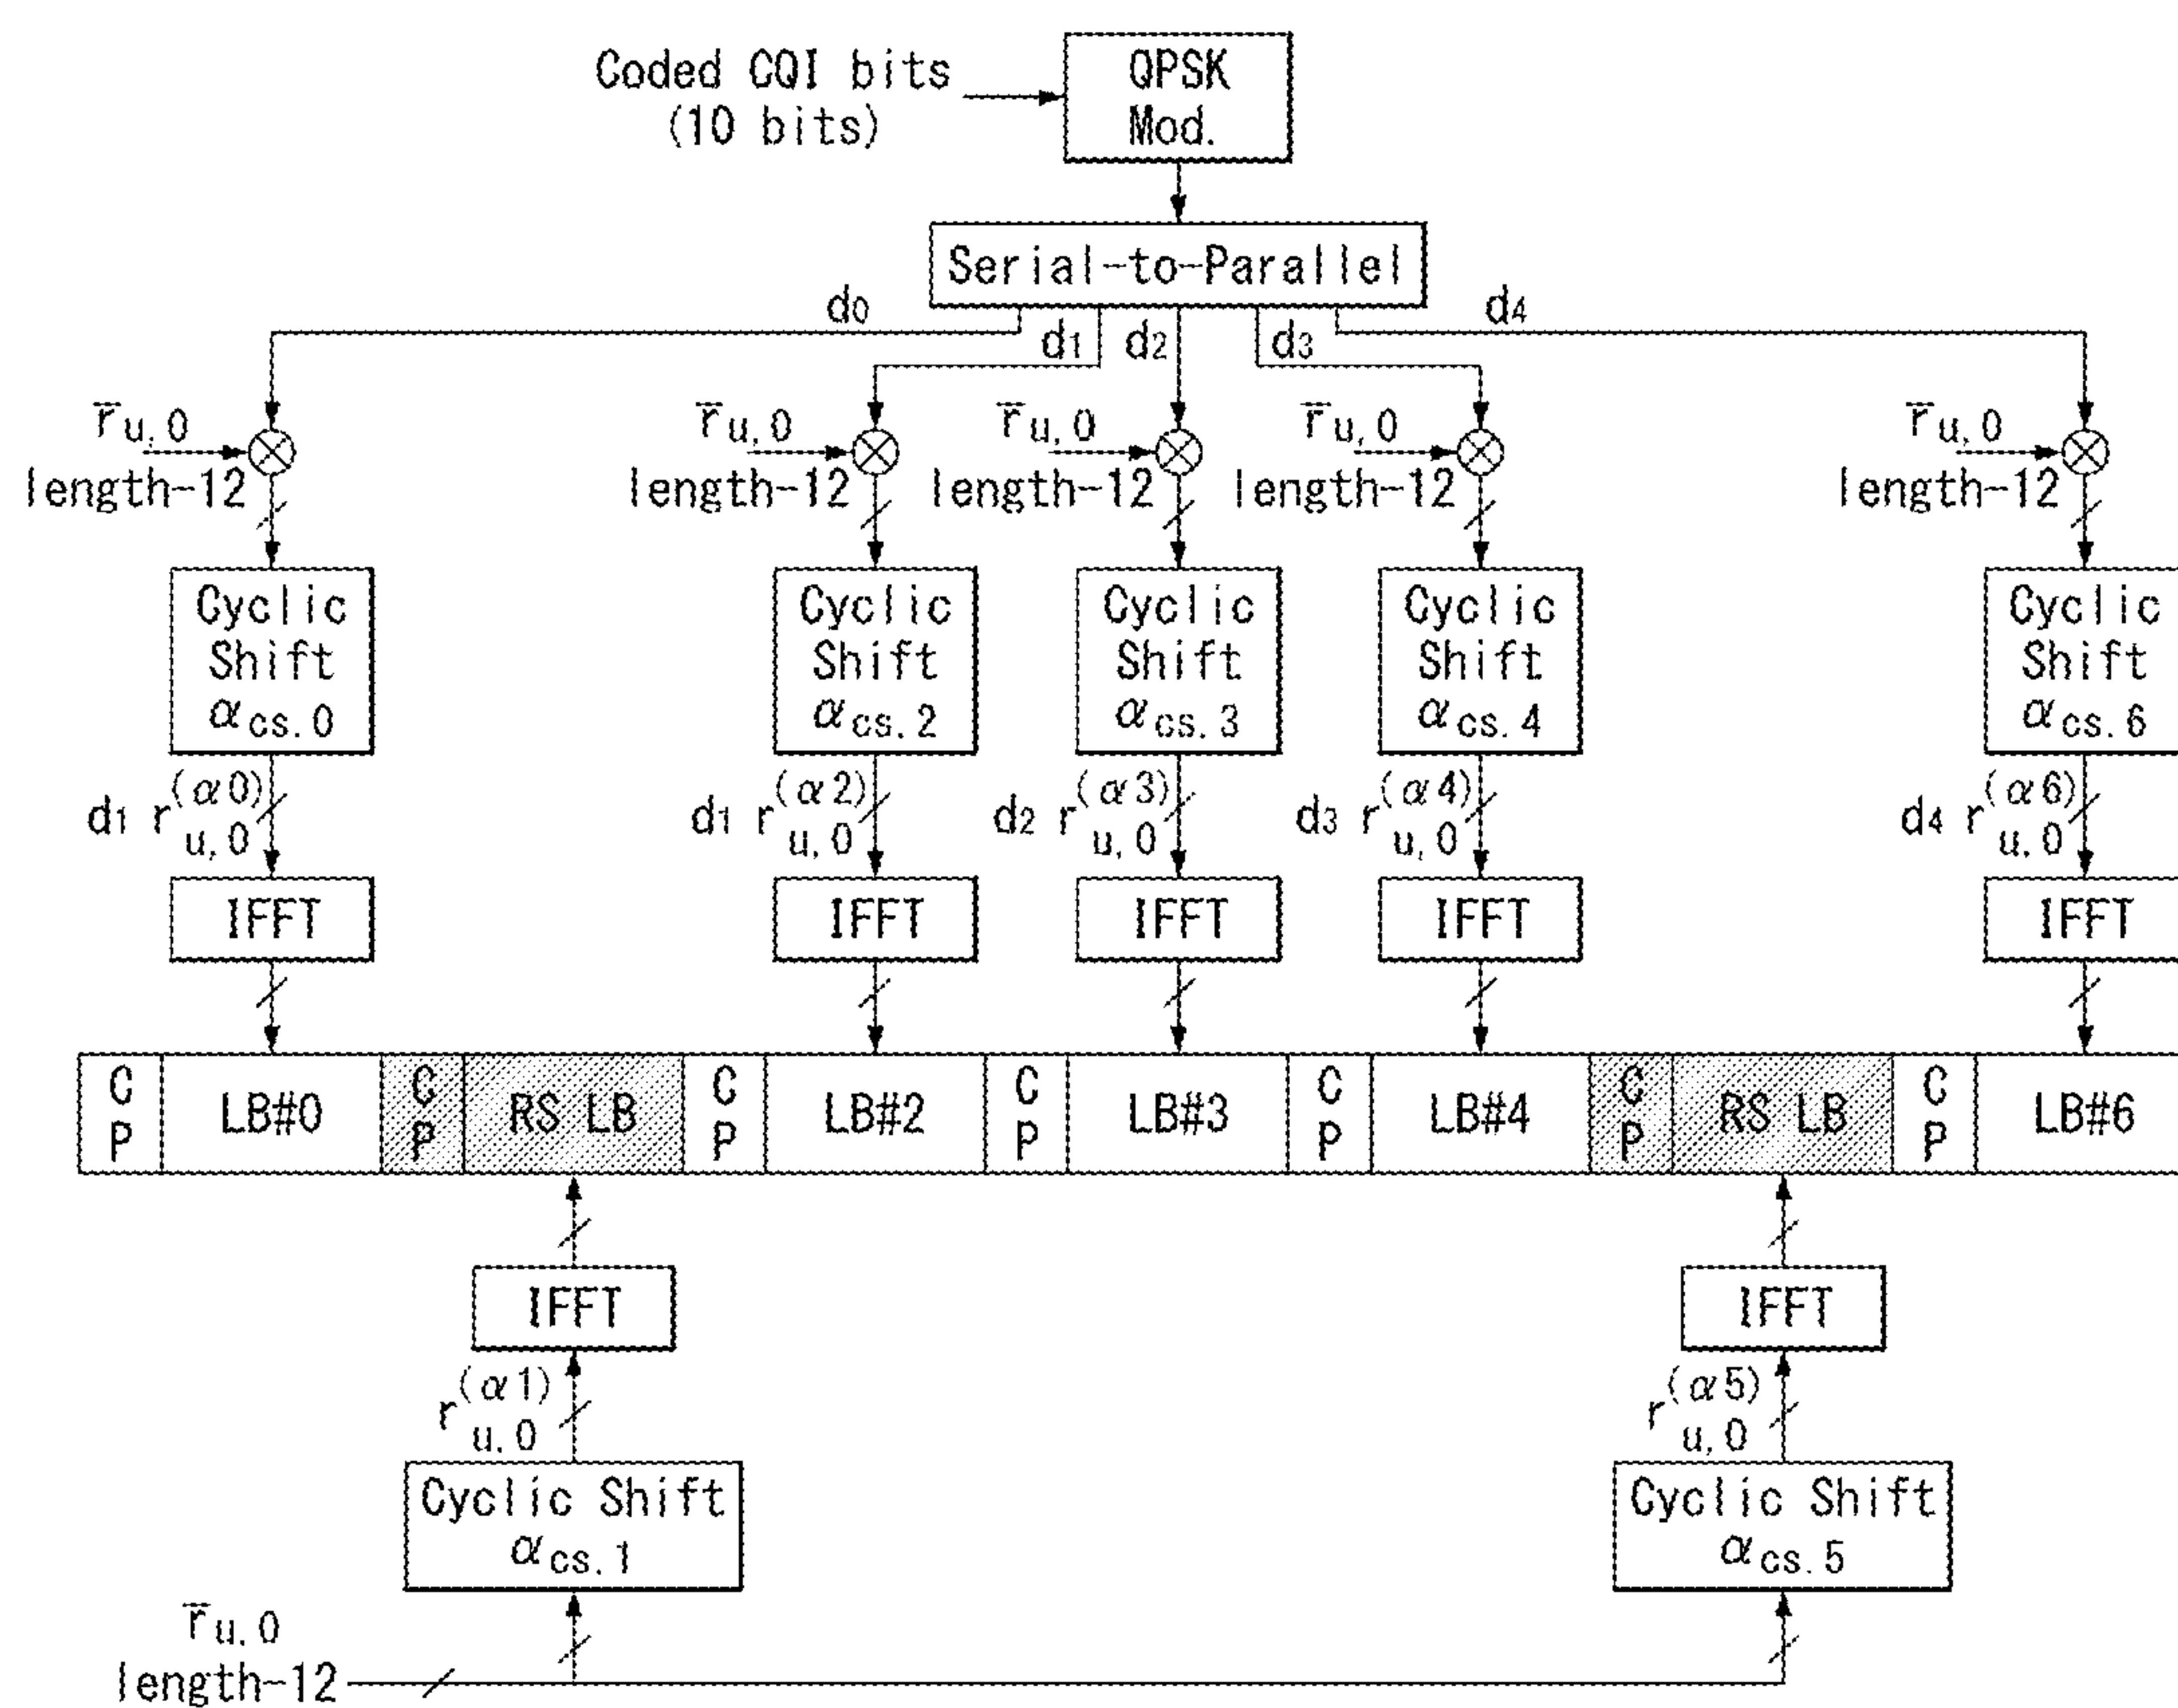 Coded CQI bits
(10 bits)
QPSK
Mod.
Serial-to-Parallel
d0
d1
d2
d3
d4
r̅u,0
length-12
r̅u,0
length-12
r̅u,0
length-12
r̅u,0
length-12
r̅u,0
length-12
Cyclic
Shift
αcs.0
Cyclic
Shift
αcs.2
Cyclic
Shift
αcs.3
Cyclic
Shift
αcs.4
Cyclic
Shift
αcs.6
d1 r(α0)u,0
d1 r(α2)u,0
d2 r(α3)u,0
d3 r(α4)u,0
d4 r(α6)u,0
IFFT
IFFT
IFFT
IFFT
IFFT
CP
LB#0
CP
RS LB
CP
LB#2
CP
LB#3
CP
LB#4
CP
RS LB
CP
LB#6
IFFT
IFFT
r(α1)u,0
r(α5)u,0
Cyclic Shift
αcs.1
Cyclic Shift
αcs.5
r̅u,0
length-12